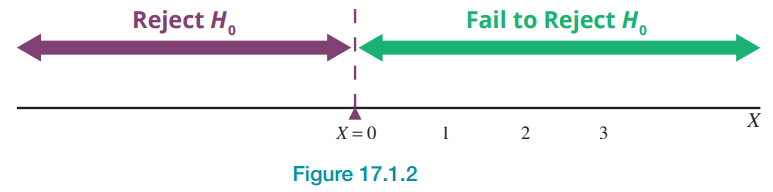 Reject H₀ Fail to Reject H₀
X
X = 0 1 2 3
Figure 17.1.2